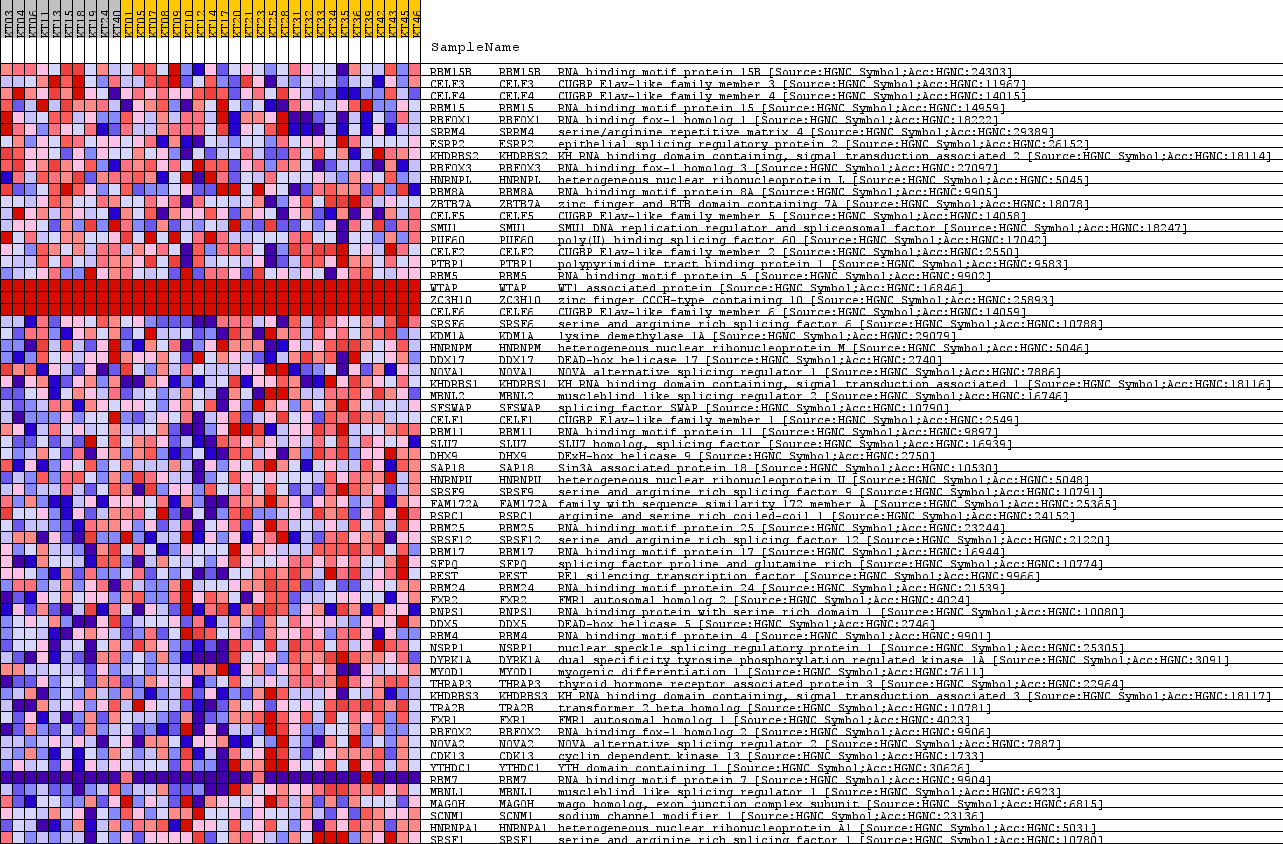 KT03 KT04 KT06 KT11 KT13 KT15 KT18 KT19 KT24 KT40 KT01 KT05 KT07 KT08 KT09 KT10 KT12 KT14 KT17 KT20 KT21 KT23 KT25 KT28 KT31 KT32 KT33 KT34 KT35 KT36 KT39 KT42 KT43 KT45 KT46
SampleName
RBM15B RBM15B RNA binding motif protein 15B [Source:HGNC Symbol;Acc:HGNC:24303]
CELF3 CELF3 CUGBP Elav-like family member 3 [Source:HGNC Symbol;Acc:HGNC:11967]
CELF4 CELF4 CUGBP Elav-like family member 4 [Source:HGNC Symbol;Acc:HGNC:14015]
RBM15 RBM15 RNA binding motif protein 15 [Source:HGNC Symbol;Acc:HGNC:14959]
RBFOX1 RBFOX1 RNA binding fox-1 homolog 1 [Source:HGNC Symbol;Acc:HGNC:18222]
SRRM4 SRRM4 serine/arginine repetitive matrix 4 [Source:HGNC Symbol;Acc:HGNC:29389]
ESRP2 ESRP2 epithelial splicing regulatory protein 2 [Source:HGNC Symbol;Acc:HGNC:26152]
KHDRBS2 KHDRBS2 KH RNA binding domain containing, signal transduction associated 2 [Source:HGNC Symbol;Acc:HGNC:18114]
RBFOX3 RBFOX3 RNA binding fox-1 homolog 3 [Source:HGNC Symbol;Acc:HGNC:27097]
HNRNPL HNRNPL heterogeneous nuclear ribonucleoprotein L [Source:HGNC Symbol;Acc:HGNC:5045]
RBM8A RBM8A RNA binding motif protein 8A [Source:HGNC Symbol;Acc:HGNC:9905]
ZBTB7A ZBTB7A zinc finger and BTB domain containing 7A [Source:HGNC Symbol;Acc:HGNC:18078]
CELF5 CELF5 CUGBP Elav-like family member 5 [Source:HGNC Symbol;Acc:HGNC:14058]
SMU1 SMU1 SMU1 DNA replication regulator and spliceosomal factor [Source:HGNC Symbol;Acc:HGNC:18247]
PUF60 PUF60 poly(U) binding splicing factor 60 [Source:HGNC Symbol;Acc:HGNC:17042]
CELF2 CELF2 CUGBP Elav-like family member 2 [Source:HGNC Symbol;Acc:HGNC:2550]
PTBP1 PTBP1 polypyrimidine tract binding protein 1 [Source:HGNC Symbol;Acc:HGNC:9583]
RBM5 RBM5 RNA binding motif protein 5 [Source:HGNC Symbol;Acc:HGNC:9902]
WTAP WTAP WT1 associated protein [Source:HGNC Symbol;Acc:HGNC:16846]
ZC3H10 ZC3H10 zinc finger CCCH-type containing 10 [Source:HGNC Symbol;Acc:HGNC:25893]
CELF6 CELF6 CUGBP Elav-like family member 6 [Source:HGNC Symbol;Acc:HGNC:14059]
SRSF6 SRSF6 serine and arginine rich splicing factor 6 [Source:HGNC Symbol;Acc:HGNC:10788]
KDM1A KDM1A lysine demethylase 1A [Source:HGNC Symbol;Acc:HGNC:29079]
HNRNPM HNRNPM heterogeneous nuclear ribonucleoprotein M [Source:HGNC Symbol;Acc:HGNC:5046]
DDX17 DDX17 DEAD-box helicase 17 [Source:HGNC Symbol;Acc:HGNC:2740]
NOVA1 NOVA1 NOVA alternative splicing regulator 1 [Source:HGNC Symbol;Acc:HGNC:7886]
KHDRBS1 KHDRBS1 KH RNA binding domain containing, signal transduction associated 1 [Source:HGNC Symbol;Acc:HGNC:18116]
MBNL2 MBNL2 muscleblind like splicing regulator 2 [Source:HGNC Symbol;Acc:HGNC:16746]
SFSWAP SFSWAP splicing factor SWAP [Source:HGNC Symbol;Acc:HGNC:10790]
CELF1 CELF1 CUGBP Elav-like family member 1 [Source:HGNC Symbol;Acc:HGNC:2549]
RBM11 RBM11 RNA binding motif protein 11 [Source:HGNC Symbol;Acc:HGNC:9897]
SLU7 SLU7 SLU7 homolog, splicing factor [Source:HGNC Symbol;Acc:HGNC:16939]
DHX9 DHX9 DExH-box helicase 9 [Source:HGNC Symbol;Acc:HGNC:2750]
SAP18 SAP18 Sin3A associated protein 18 [Source:HGNC Symbol;Acc:HGNC:10530]
HNRNPU HNRNPU heterogeneous nuclear ribonucleoprotein U [Source:HGNC Symbol;Acc:HGNC:5048]
SRSF9 SRSF9 serine and arginine rich splicing factor 9 [Source:HGNC Symbol;Acc:HGNC:10791]
FAM172A FAM172A family with sequence similarity 172 member A [Source:HGNC Symbol;Acc:HGNC:25365]
RSRC1 RSRC1 arginine and serine rich coiled-coil 1 [Source:HGNC Symbol;Acc:HGNC:24152]
RBM25 RBM25 RNA binding motif protein 25 [Source:HGNC Symbol;Acc:HGNC:23244]
SRSF12 SRSF12 serine and arginine rich splicing factor 12 [Source:HGNC Symbol;Acc:HGNC:21220]
RBM17 RBM17 RNA binding motif protein 17 [Source:HGNC Symbol;Acc:HGNC:16944]
SFPQ SFPQ splicing factor proline and glutamine rich [Source:HGNC Symbol;Acc:HGNC:10774]
REST REST RE1 silencing transcription factor [Source:HGNC Symbol;Acc:HGNC:9966]
RBM24 RBM24 RNA binding motif protein 24 [Source:HGNC Symbol;Acc:HGNC:21539]
FXR2 FXR2 FMR1 autosomal homolog 2 [Source:HGNC Symbol;Acc:HGNC:4024]
RNPS1 RNPS1 RNA binding protein with serine rich domain 1 [Source:HGNC Symbol;Acc:HGNC:10080]
DDX5 DDX5 DEAD-box helicase 5 [Source:HGNC Symbol;Acc:HGNC:2746]
RBM4 RBM4 RNA binding motif protein 4 [Source:HGNC Symbol;Acc:HGNC:9901]
NSRP1 NSRP1 nuclear speckle splicing regulatory protein 1 [Source:HGNC Symbol;Acc:HGNC:25305]
DYRK1A DYRK1A dual specificity tyrosine phosphorylation regulated kinase 1A [Source:HGNC Symbol;Acc:HGNC:3091]
MYOD1 MYOD1 myogenic differentiation 1 [Source:HGNC Symbol;Acc:HGNC:7611]
THRAP3 THRAP3 thyroid hormone receptor associated protein 3 [Source:HGNC Symbol;Acc:HGNC:22964]
KHDRBS3 KHDRBS3 KH RNA binding domain containing, signal transduction associated 3 [Source:HGNC Symbol;Acc:HGNC:18117]
TRA2B TRA2B transformer 2 beta homolog [Source:HGNC Symbol;Acc:HGNC:10781]
FXR1 FXR1 FMR1 autosomal homolog 1 [Source:HGNC Symbol;Acc:HGNC:4023]
RBFOX2 RBFOX2 RNA binding fox-1 homolog 2 [Source:HGNC Symbol;Acc:HGNC:9906]
NOVA2 NOVA2 NOVA alternative splicing regulator 2 [Source:HGNC Symbol;Acc:HGNC:7887]
CDK13 CDK13 cyclin dependent kinase 13 [Source:HGNC Symbol;Acc:HGNC:1733]
YTHDC1 YTHDC1 YTH domain containing 1 [Source:HGNC Symbol;Acc:HGNC:30626]
RBM7 RBM7 RNA binding motif protein 7 [Source:HGNC Symbol;Acc:HGNC:9904]
MBNL1 MBNL1 muscleblind like splicing regulator 1 [Source:HGNC Symbol;Acc:HGNC:6923]
MAGOH MAGOH mago homolog, exon junction complex subunit [Source:HGNC Symbol;Acc:HGNC:6815]
SCNM1 SCNM1 sodium channel modifier 1 [Source:HGNC Symbol;Acc:HGNC:23136]
HNRNPA1 HNRNPA1 heterogeneous nuclear ribonucleoprotein A1 [Source:HGNC Symbol;Acc:HGNC:5031]
SRSF1 SRSF1 serine and arginine rich splicing factor 1 [Source:HGNC Symbol;Acc:HGNC:10780]